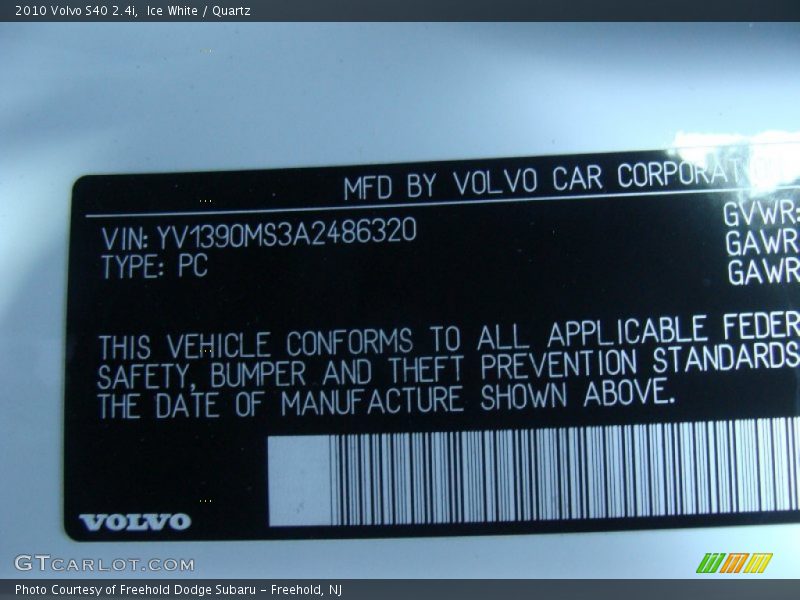 2010 Volvo S40 2.4i, Ice White / Quartz
MFD BY VOLVO CAR CORPORAT
VIN: YV1390MS3A2486320
TYPE: PC
GVWR:
GAWR
GAWR
THIS VEHICLE CONFORMS TO ALL APPLICABLE FEDER
SAFETY, BUMPER AND THEFT PREVENTION STANDARDS
THE DATE OF MANUFACTURE SHOWN ABOVE.
VOLVO
GTCARLOT.COM
Photo Courtesy of Freehold Dodge Subaru - Freehold, NJ